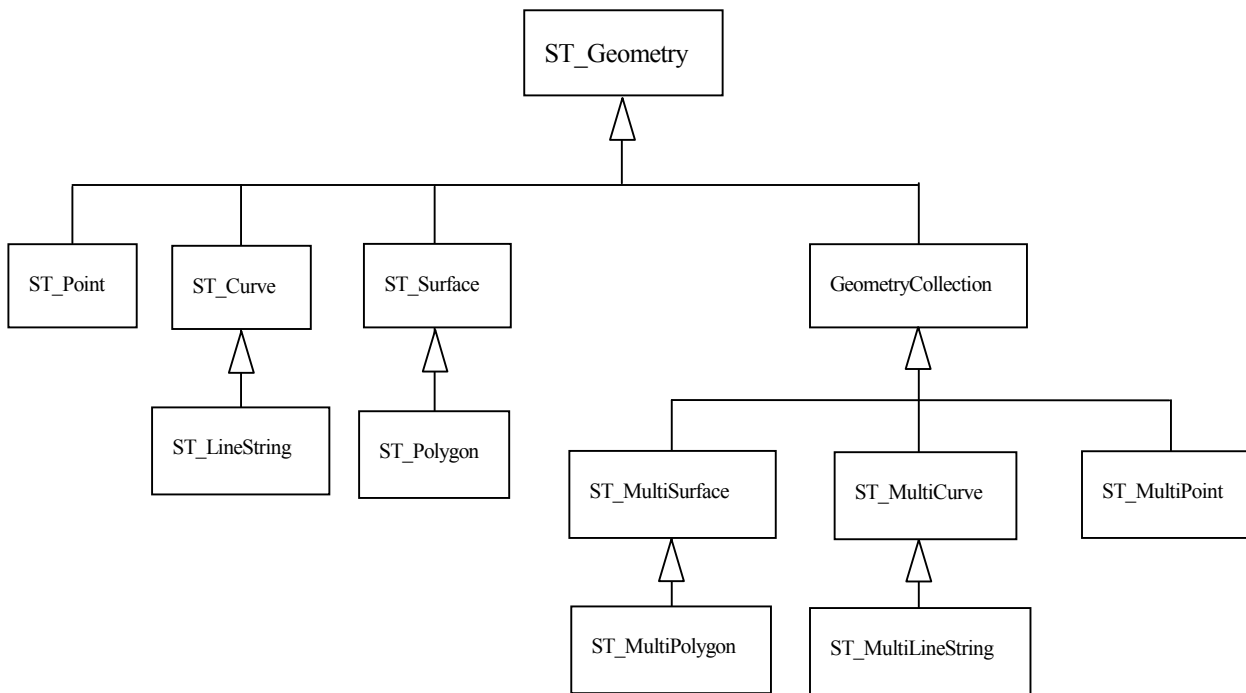 ST_Geometry
ST_Point
ST_Curve
ST_Surface
GeometryCollection
ST_LineString
ST_Polygon
ST_MultiSurface
ST_MultiCurve
ST_MultiPoint
ST_MultiPolygon
ST_MultiLineString